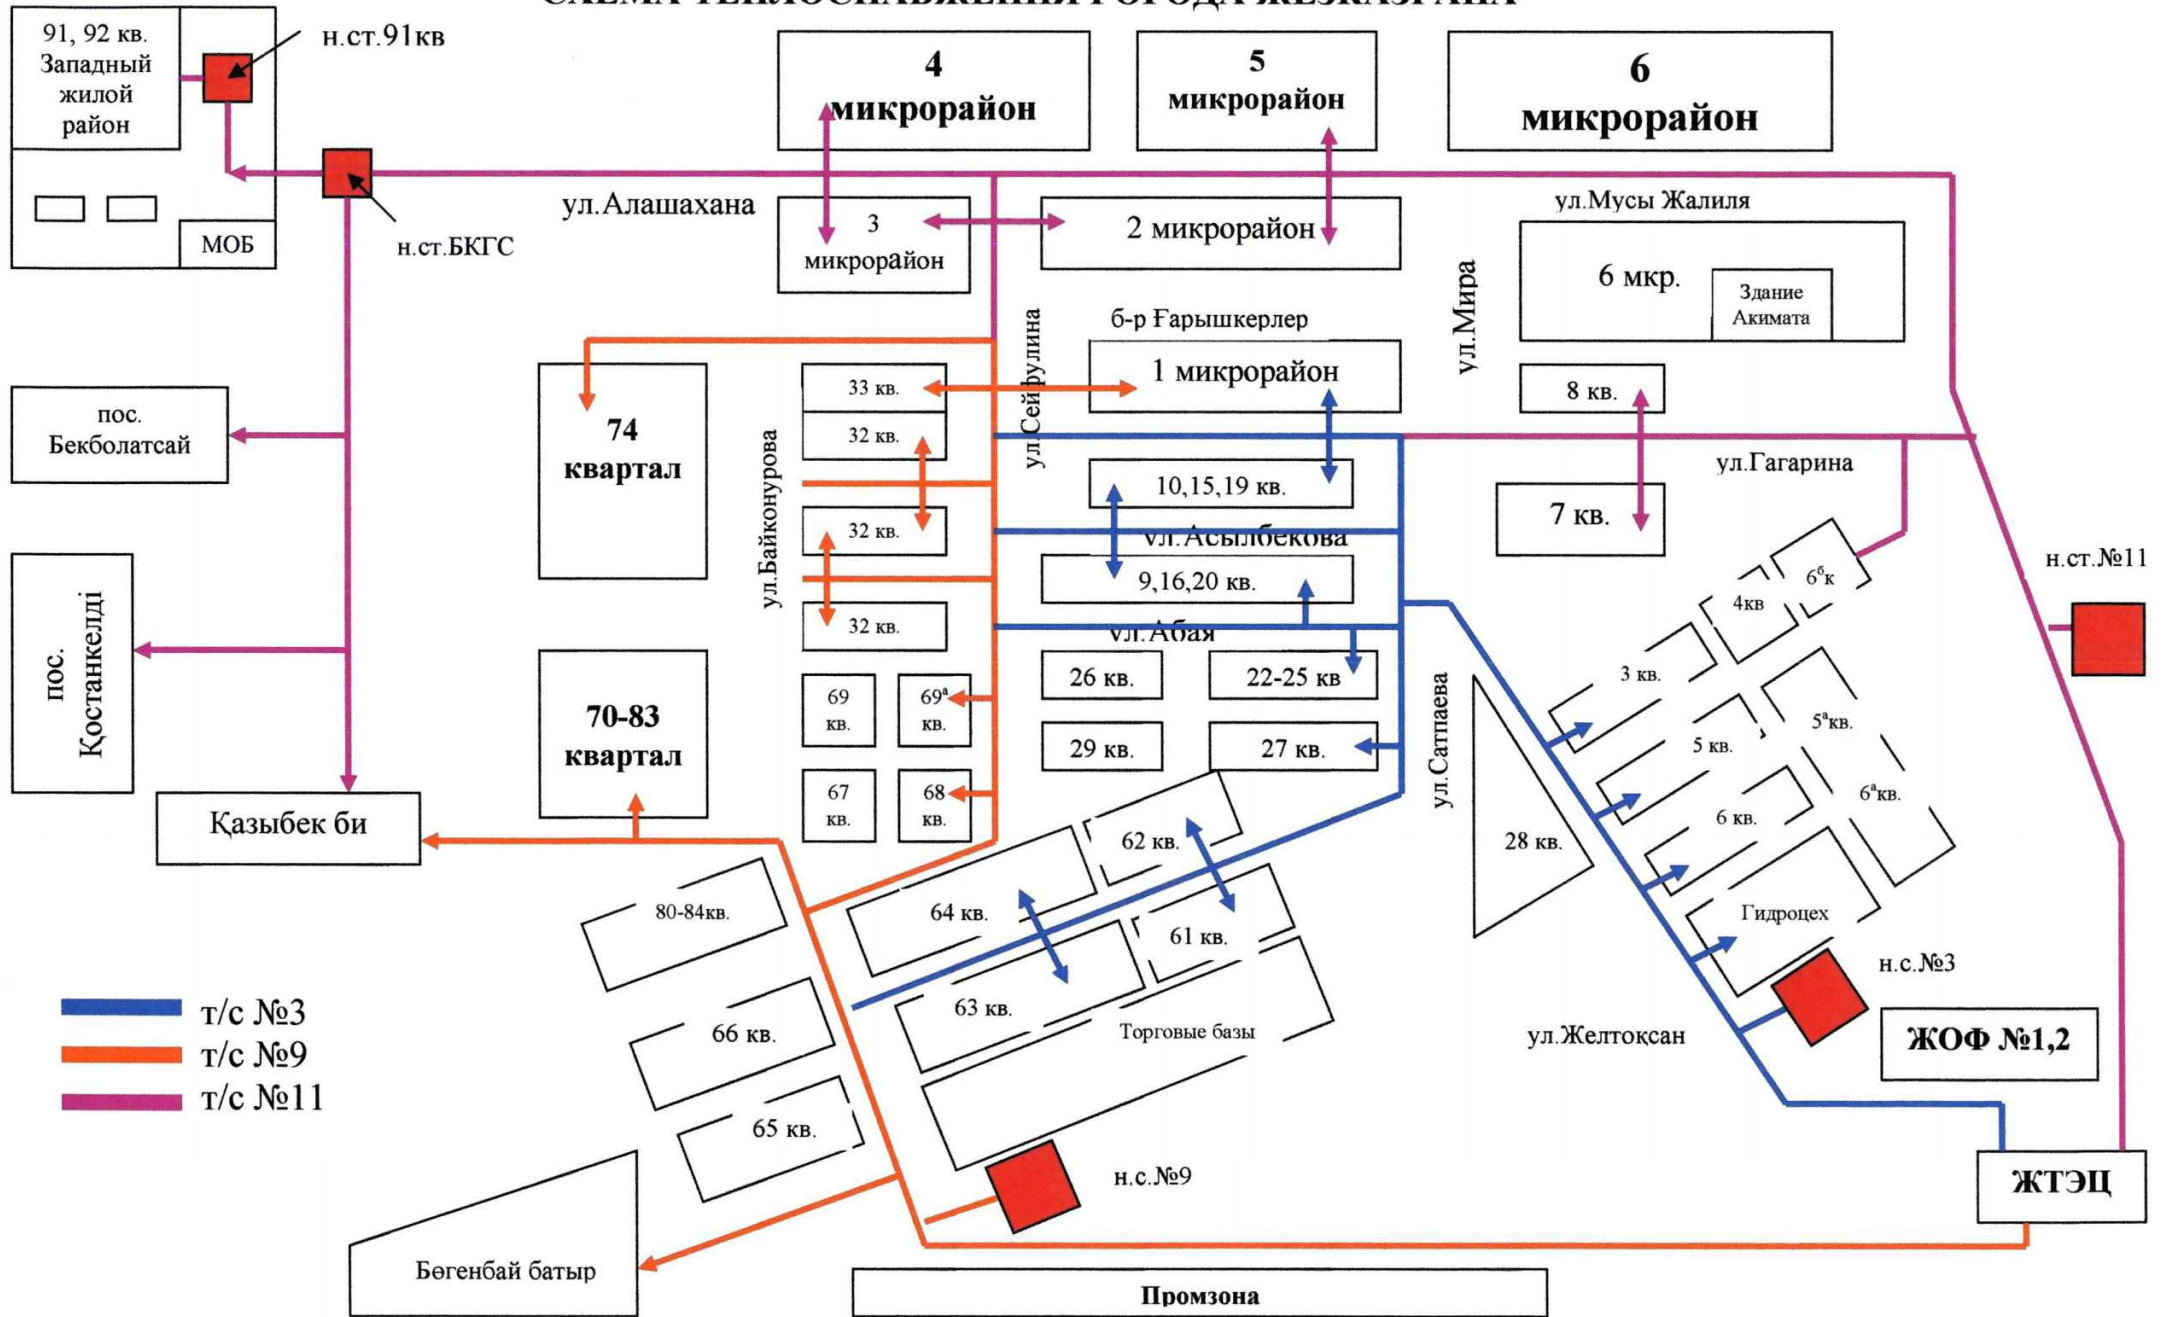 СХЕМА ТЕПЛОСНАБЖЕНИЯ ГОРОДА ЖЕЗКАЗГАНА
91, 92 кв.
Западный
жилой
район
н.ст.91кв
4
микрорайон
5
микрорайон
6
микрорайон
МОБ
н.ст.БКГС
ул.Алашахана
3
микрорайон
2 микрорайон
ул.Мусы Жалиля
6 мкр.
Здание
Акимата
ул.Мира
б-р Ғарышкерлер
ул.Сейфулина
1 микрорайон
33 кв.
32 кв.
74
квартал
ул.Байконурова
8 кв.
пос.
Бекболатсай
ул.Гагарина
10,15,19 кв.
7 кв.
32 кв.
ул.Асылбекова
н.ст.№11
9,16,20 кв.
6бк
4кв
32 кв.
ул.Абая
пос.
Қостанкелді
26 кв.
22-25 кв
3 кв.
69
кв.
69а
кв.
70-83
квартал
ул.Сатпаева
5акв.
29 кв.
27 кв.
5 кв.
67
кв.
68
кв.
6акв.
Қазыбек би
6 кв.
62 кв.
28 кв.
80-84кв.
64 кв.
Гидроцех
61 кв.
н.с.№3
63 кв.
т/с №3
66 кв.
Торговые базы
ул.Желтоқсан
ЖОФ №1,2
т/с №9
т/с №11
65 кв.
н.с.№9
ЖТЭЦ
Бөгенбай батыр
Промзона